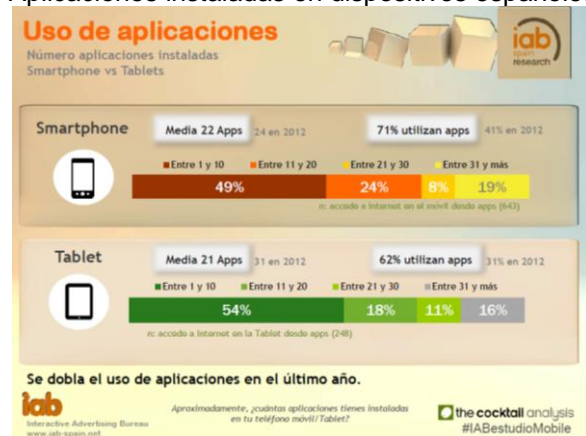 Aplicaciones instaladas en dispositivos español
Uso de aplicaciones
Número aplicaciones instaladas
Smartphone vs Tablets
iab
spain
research
Smartphone
Media 22 Apps
24 en 2012
71% utilizan apps
41% en 2012
Entre 1 y 10
Entre 11 y 20
Entre 21 y 30
Entre 31 y más
49%
24%
8%
19%
n: accede a Internet en el móvil desde apps (643)
Tablet
Media 21 Apps
31 en 2012
62% utilizan apps
31% en 2012
Entre 1 y 10
Entre 11 y 20
Entre 21 y 30
Entre 31 y más
54%
18%
11%
16%
n: accede a Internet en la Tablet desde apps (248)
Se dobla el uso de aplicaciones en el último año.
iab
Interactive Advertising Bureau
www.iab-spain.net
Aproximadamente, ¿cuántas aplicaciones tienes instaladas
en tu teléfono móvil/Tablet?
the cocktail analysis
#IABestudioMobile